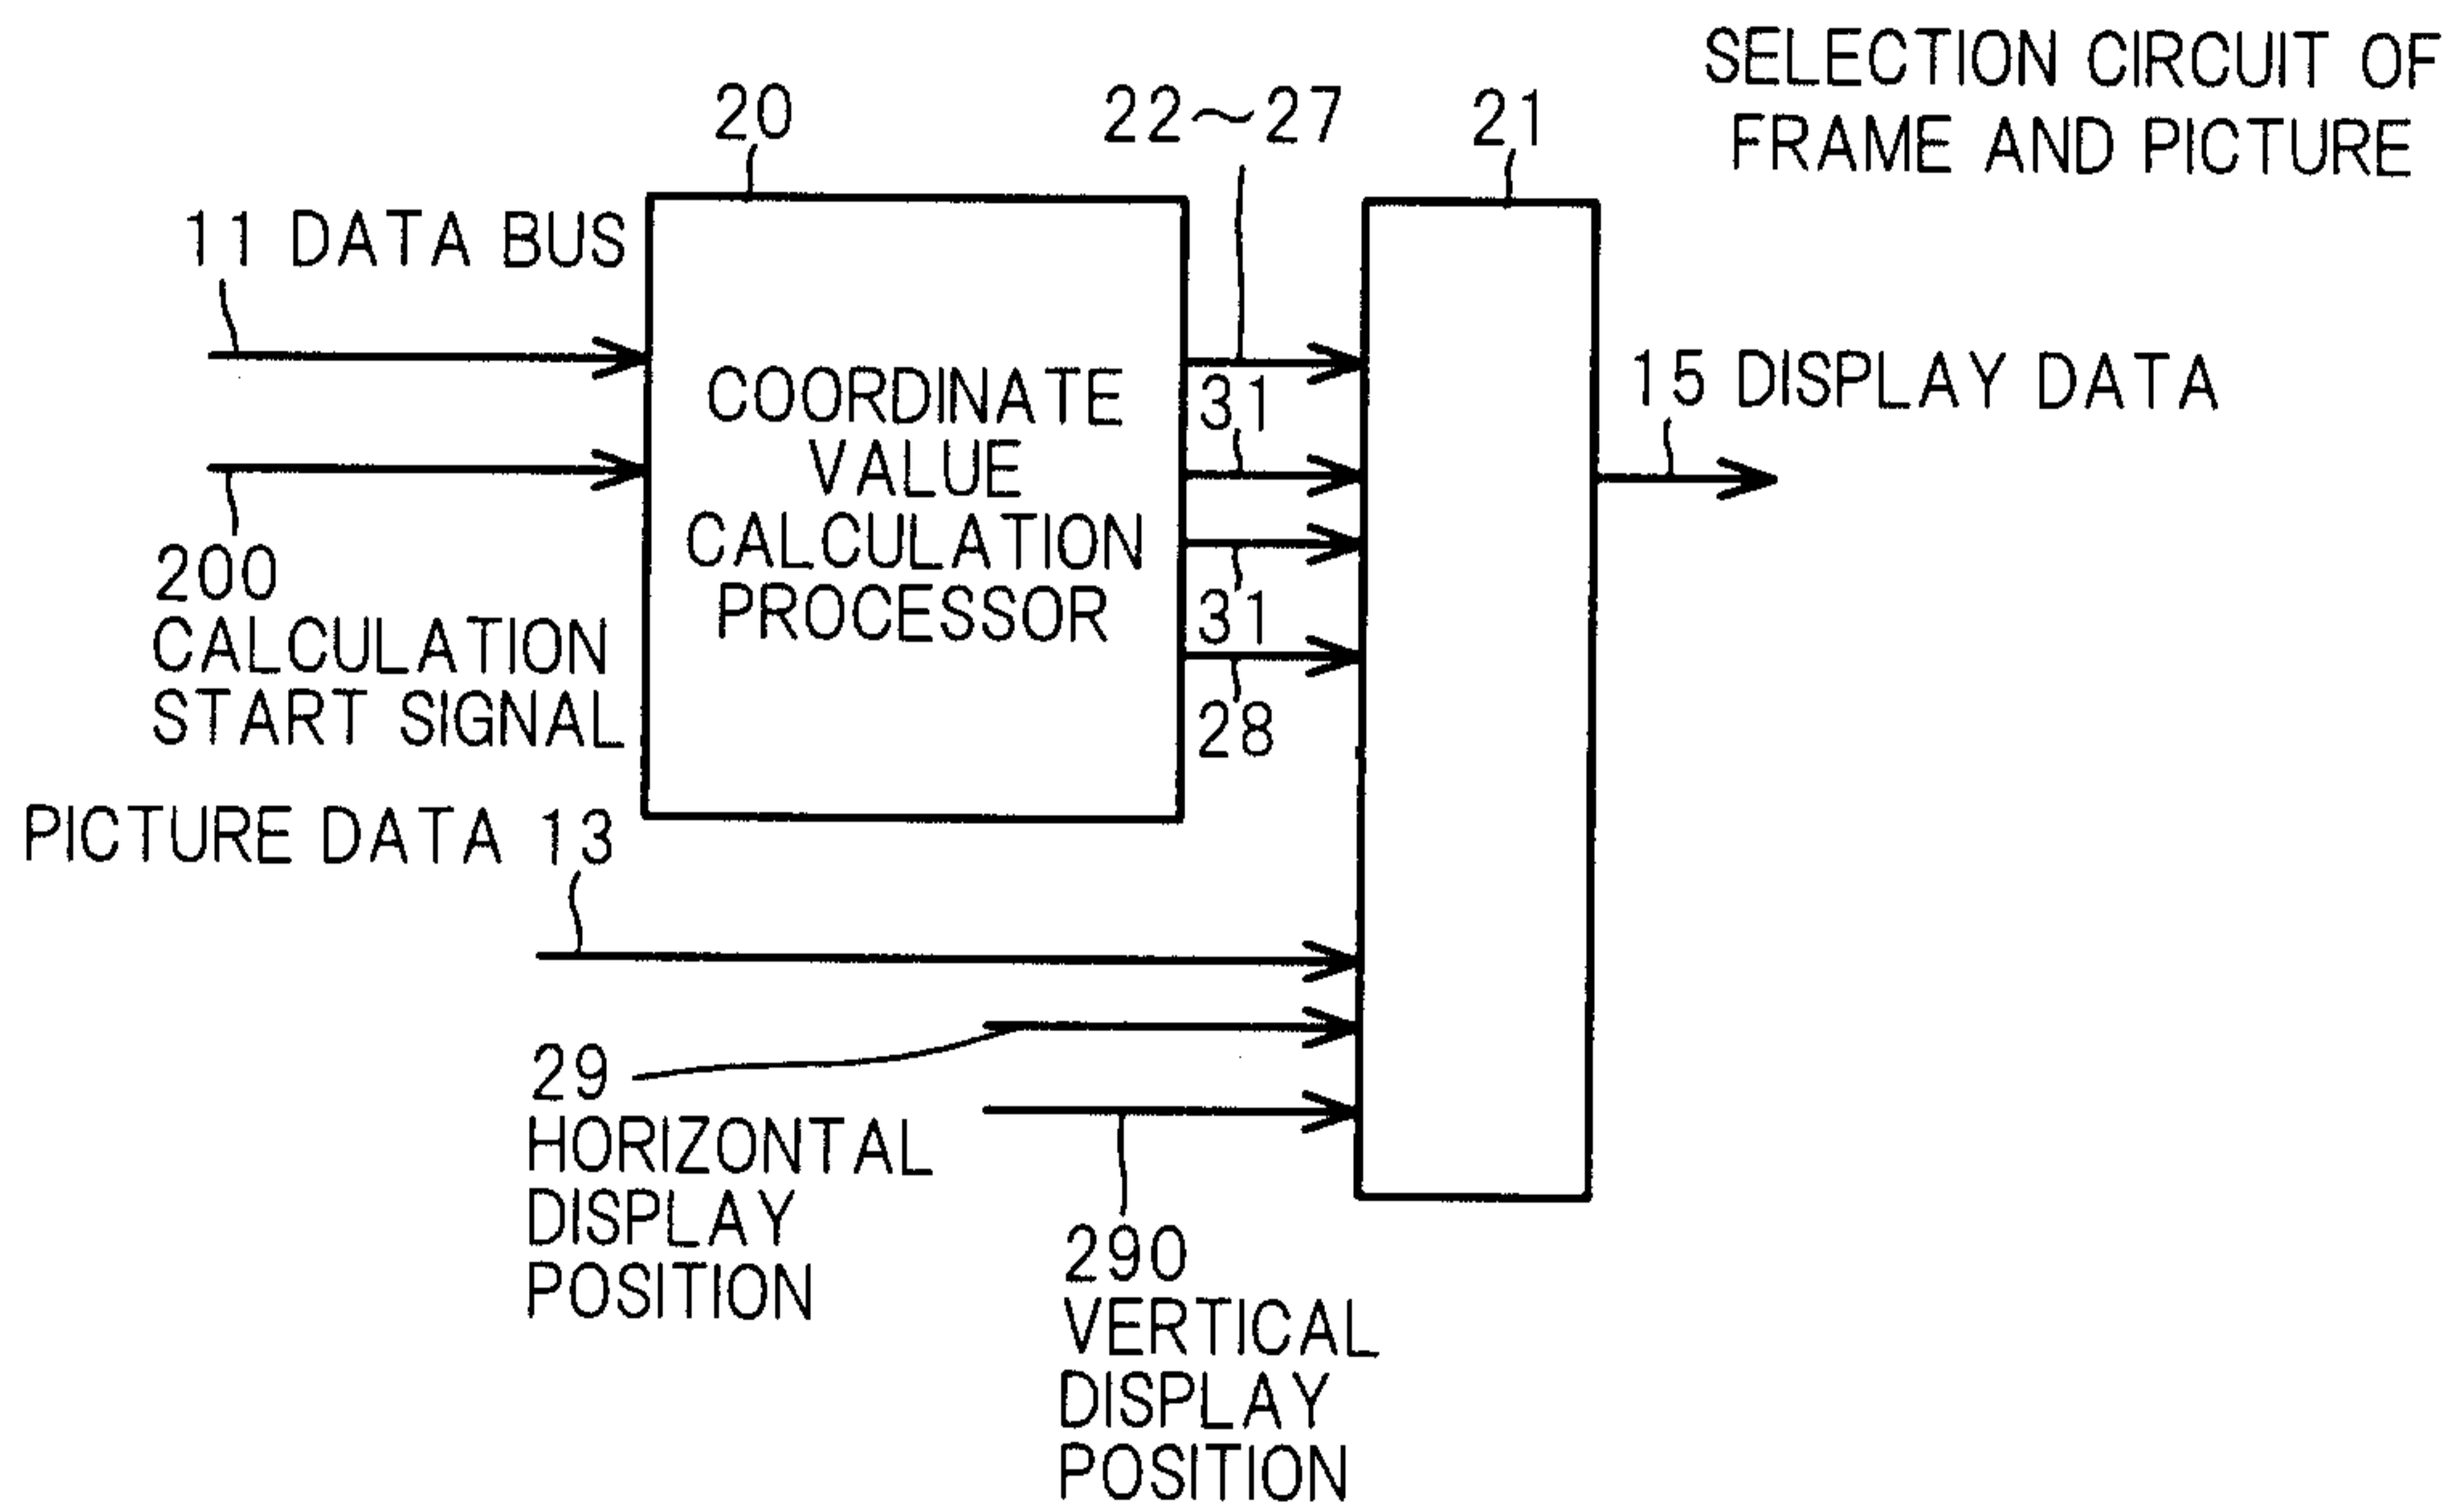 SELECTION CIRCUIT OF
FRAME AND PICTURE
20
22~27
21
11 DATA BUS
15 DISPLAY DATA
COORDINATE
VALUE
CALCULATION
PROCESSOR
31
31
28
200
CALCULATION
START SIGNAL
PICTURE DATA 13
29
HORIZONTAL
DISPLAY
POSITION
290
VERTICAL
DISPLAY
POSITION